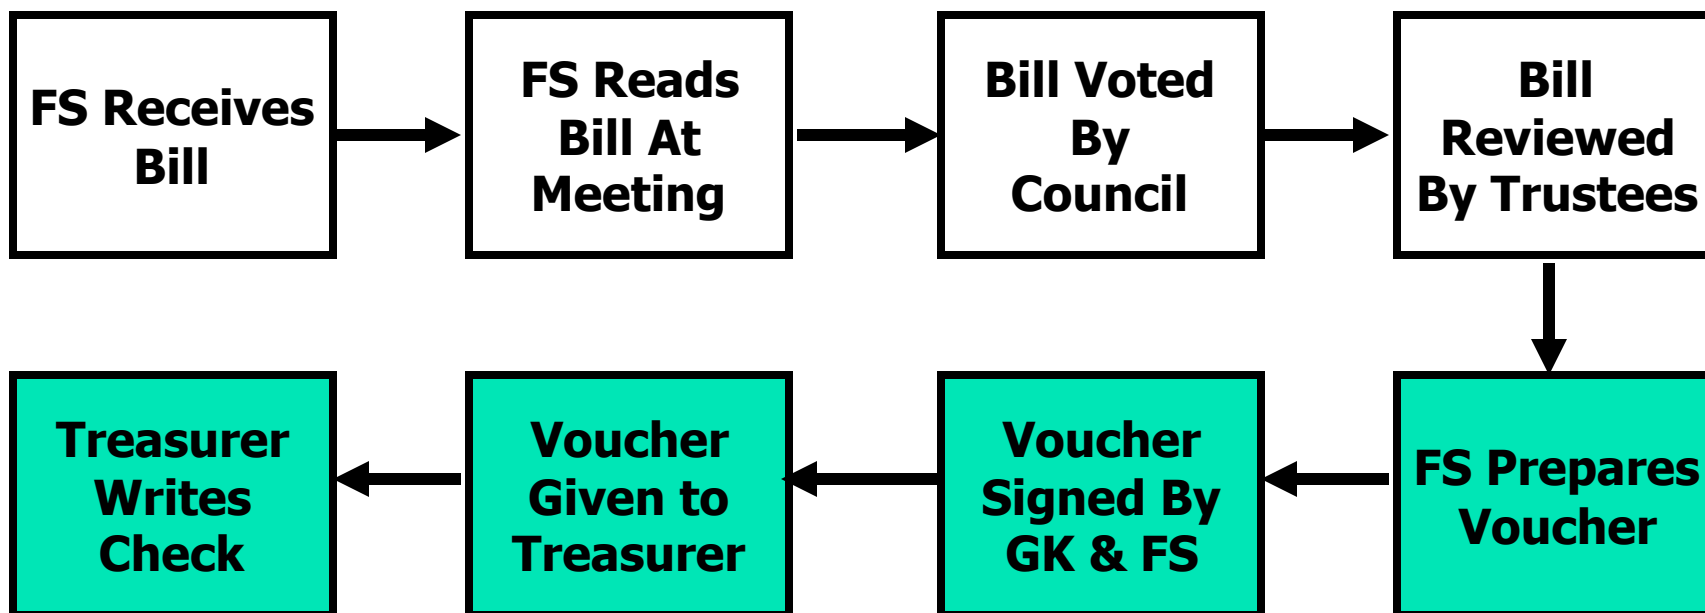 FS Receives
Bill
FS Reads
Bill At
Meeting
Bill Voted
By
Council
Bill
Reviewed
By Trustees
FS Prepares
Voucher
Voucher
Signed By
GK & FS
Voucher
Given to
Treasurer
Treasurer
Writes
Check